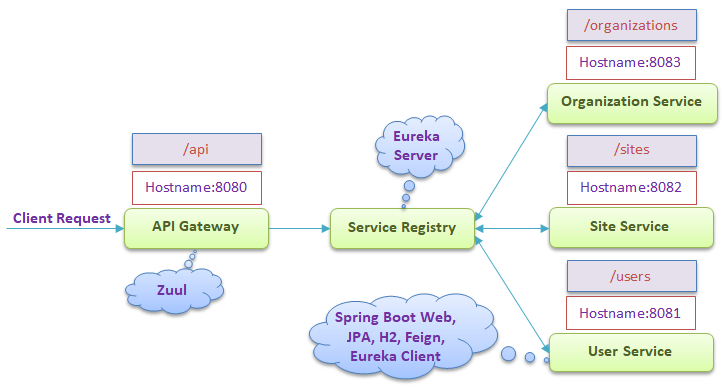 /organizations
Hostname:8083
Organization Service
Eureka
Server
/api
Hostname:8080
/sites
Hostname:8082
Client Request
API Gateway
Service Registry
Site Service
Zuul
/users
Hostname:8081
Spring Boot Web,
JPA, H2, Feign,
Eureka Client
User Service